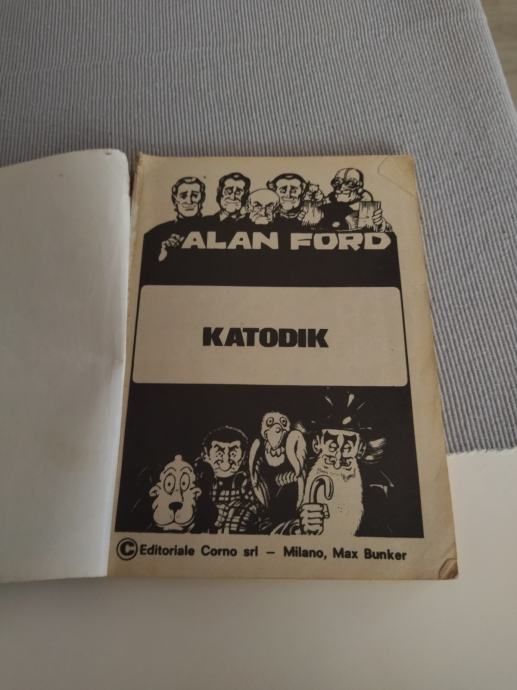 ALAN FORD
KATODIK
© Editoriale Corno srl – Milano, Max Bunker